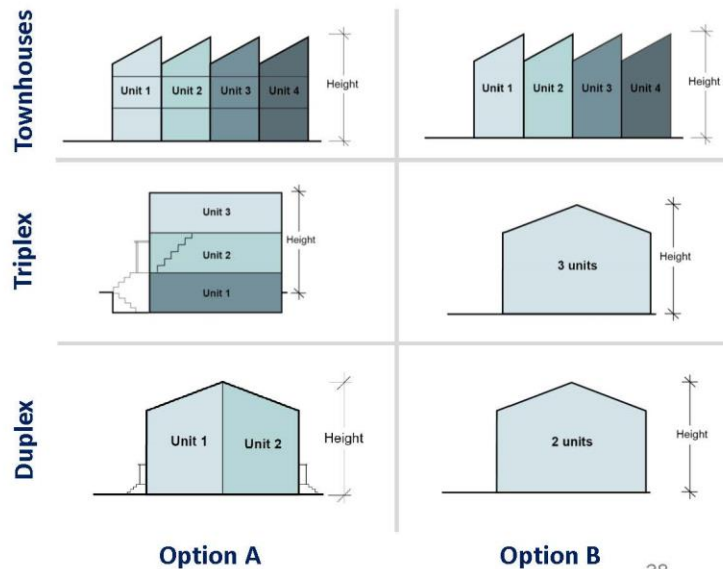 Townhouses
Unit 1
Unit 2
Unit 3
Unit 4
Height
Unit 1
Unit 2
Unit 3
Unit 4
Height
Triplex
Unit 3
Unit 2
Unit 1
Height
3 units
Height
Duplex
Unit 1
Unit 2
Height
2 units
Height
Option A
Option B